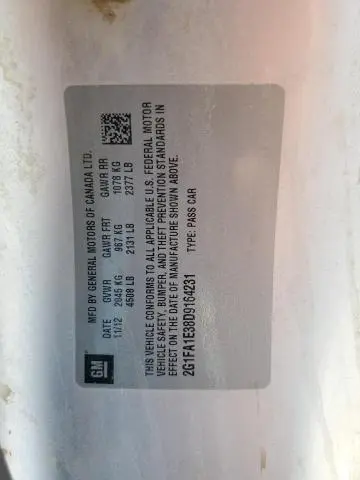 GM
MFD BY GENERAL MOTORS OF CANADA LTD.
DATE GVWR GAWR FRT GAWR RR
11/12 2045 KG 967 KG 1078 KG
4508 LB 2131 LB 2377 LB
THIS VEHICLE CONFORMS TO ALL APPLICABLE U.S. FEDERAL MOTOR
VEHICLE SAFETY, BUMPER, AND THEFT PREVENTION STANDARDS IN
EFFECT ON THE DATE OF MANUFACTURE SHOWN ABOVE.
2G1FA1E38D9164231 TYPE: PASS CAR